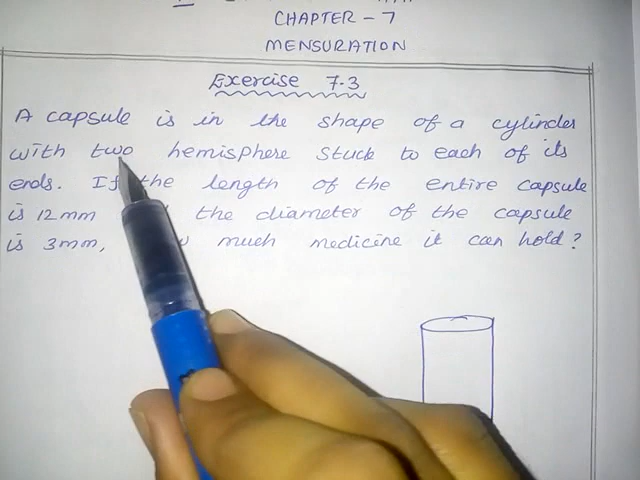 CHAPTER - 7
MENSURATION
Exercise 7.3
A capsule is in the shape of a cylinder
with two hemisphere stuck to each of its
ends. If the length of the entire capsule
is 12 mm the diameter of the capsule
is 3mm, much medicine it can hold?